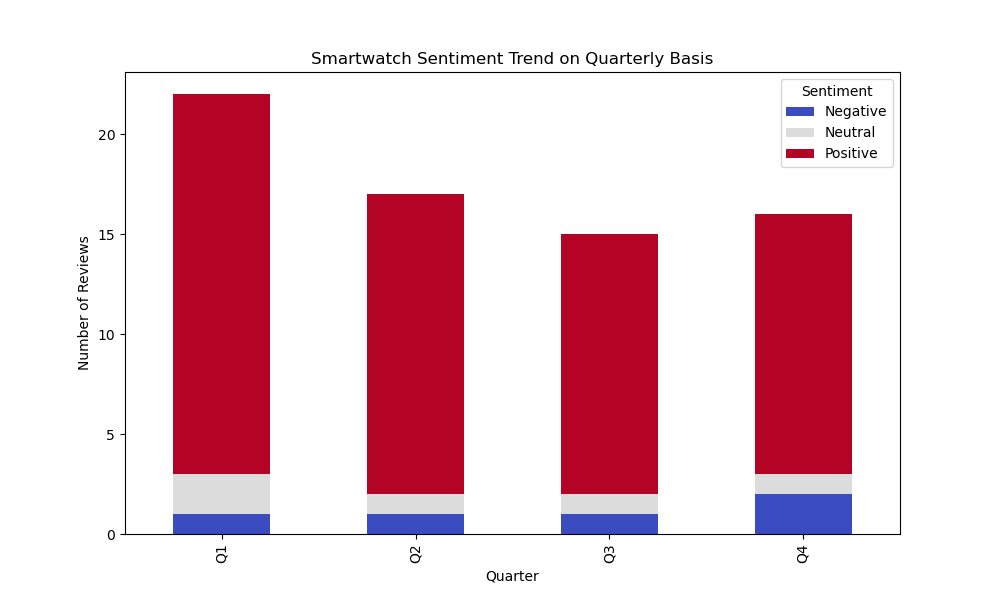 Smartwatch Sentiment Trend on Quarterly Basis
Sentiment
Negative
Neutral
Positive
Number of Reviews
20
15
10
5
0
Q1
Q2
Q3
Q4
Quarter